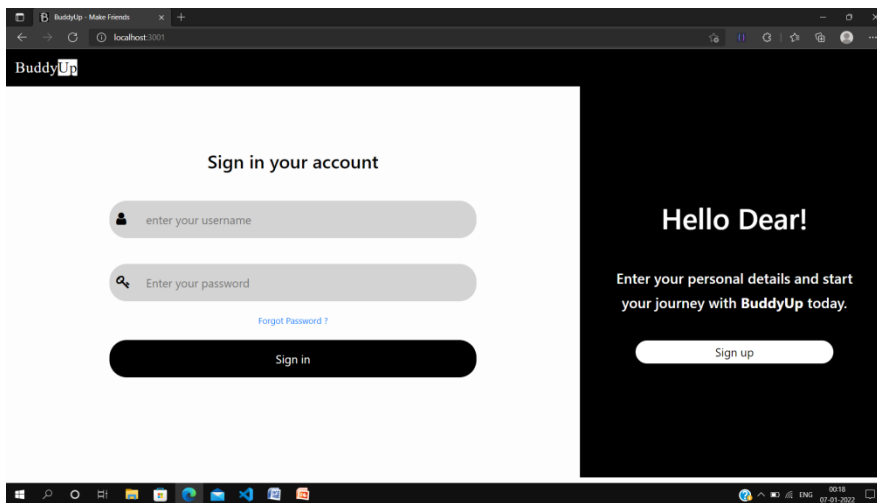 BuddyUp - Make Friends
localhost:3001
BuddyUp
Sign in your account
enter your username
Enter your password
Forgot Password ?
Sign in
Hello Dear!
Enter your personal details and start
your journey with BuddyUp today.
Sign up
ENG
00:18
07-01-2022